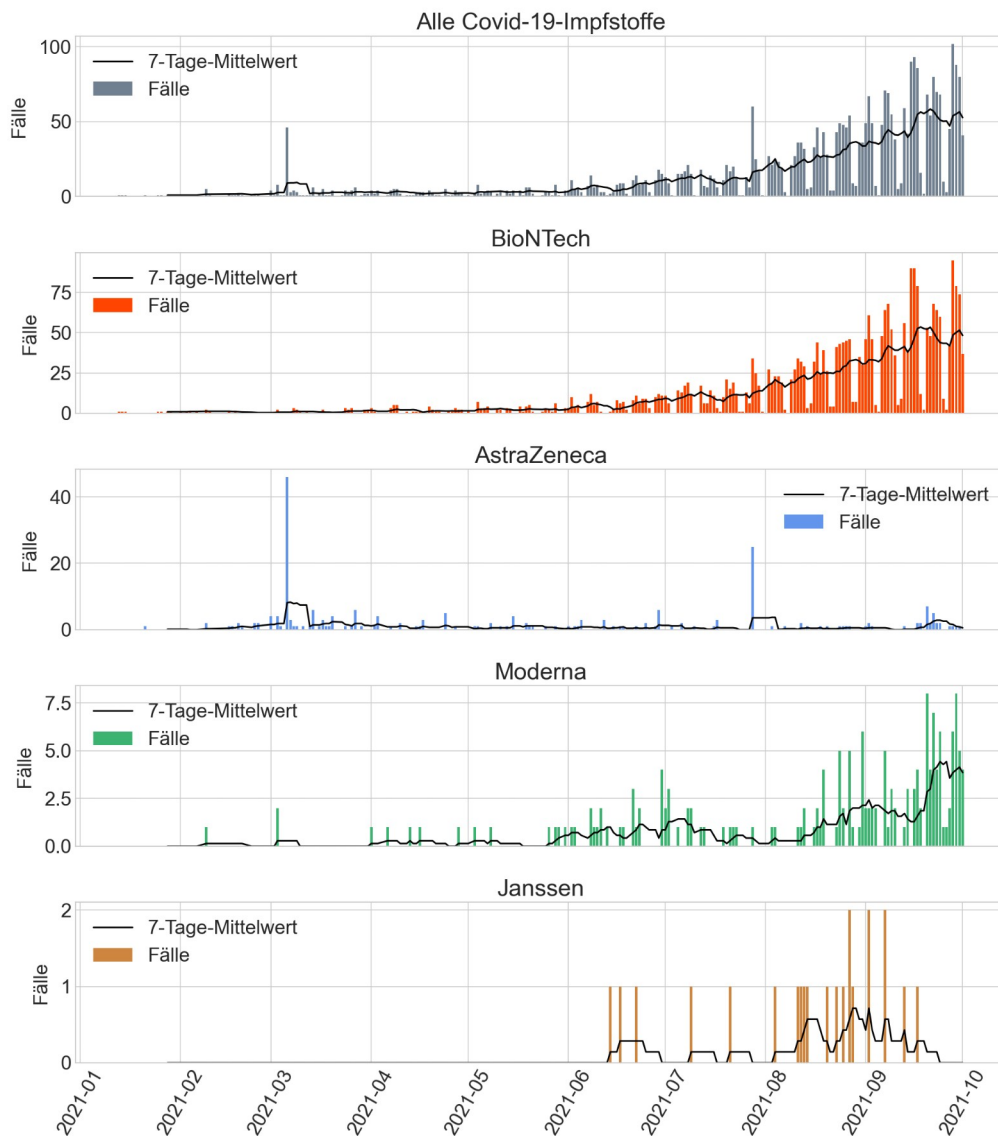 Alle Covid-19-Impfstoffe
100
50
0
Fälle
7-Tage-Mittelwert
Fälle
BioNTech
75
50
25
0
Fälle
7-Tage-Mittelwert
Fälle
AstraZeneca
40
20
0
Fälle
7-Tage-Mittelwert
Fälle
Moderna
7.5
5.0
2.5
0.0
Fälle
7-Tage-Mittelwert
Fälle
Janssen
2
1
0
Fälle
7-Tage-Mittelwert
Fälle
2021-01
2021-02
2021-03
2021-04
2021-05
2021-06
2021-07
2021-08
2021-09
2021-10